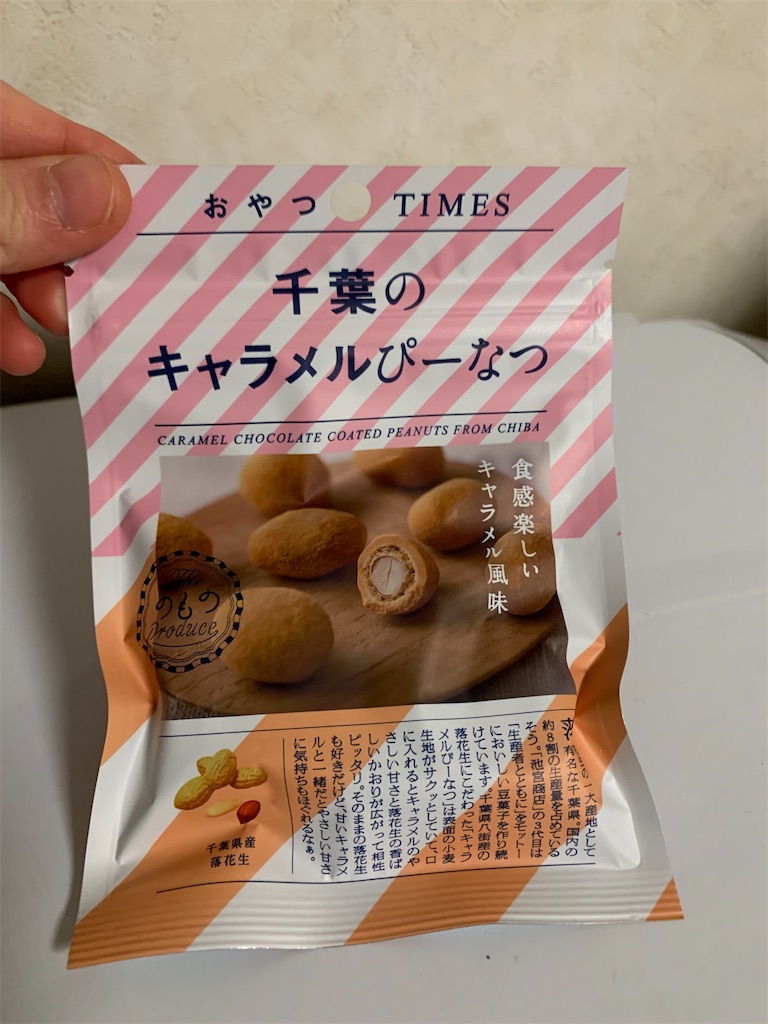 おやつ TIMES
千葉の
キャラメルぴーなつ
CARAMEL CHOCOLATE COATED PEANUTS FROM CHIBA
食感楽しい
キャラメル風味
The
のもの
Produce
千葉県産
落花生
大産地として
有名な千葉県。国内の
約8割の生産量を占めている
そう。「池宮商店」の3代目は
「生産者とともに」をモットー
においしい豆菓子を作り続
けています。千葉県八街産の
落花生にこだわった「キャラ
メルぴーなつ」は表面の小麦
生地がサクッとしていて、口
に入れるとキャラメルのや
さしい甘さと落花生の香ば
しいかおりが広がって相性
ピッタリ。そのままの落花生
も好きだけど、甘いキャラメ
ルと一緒だとやさしい甘さ
に気持ちもほぐれるなぁ。